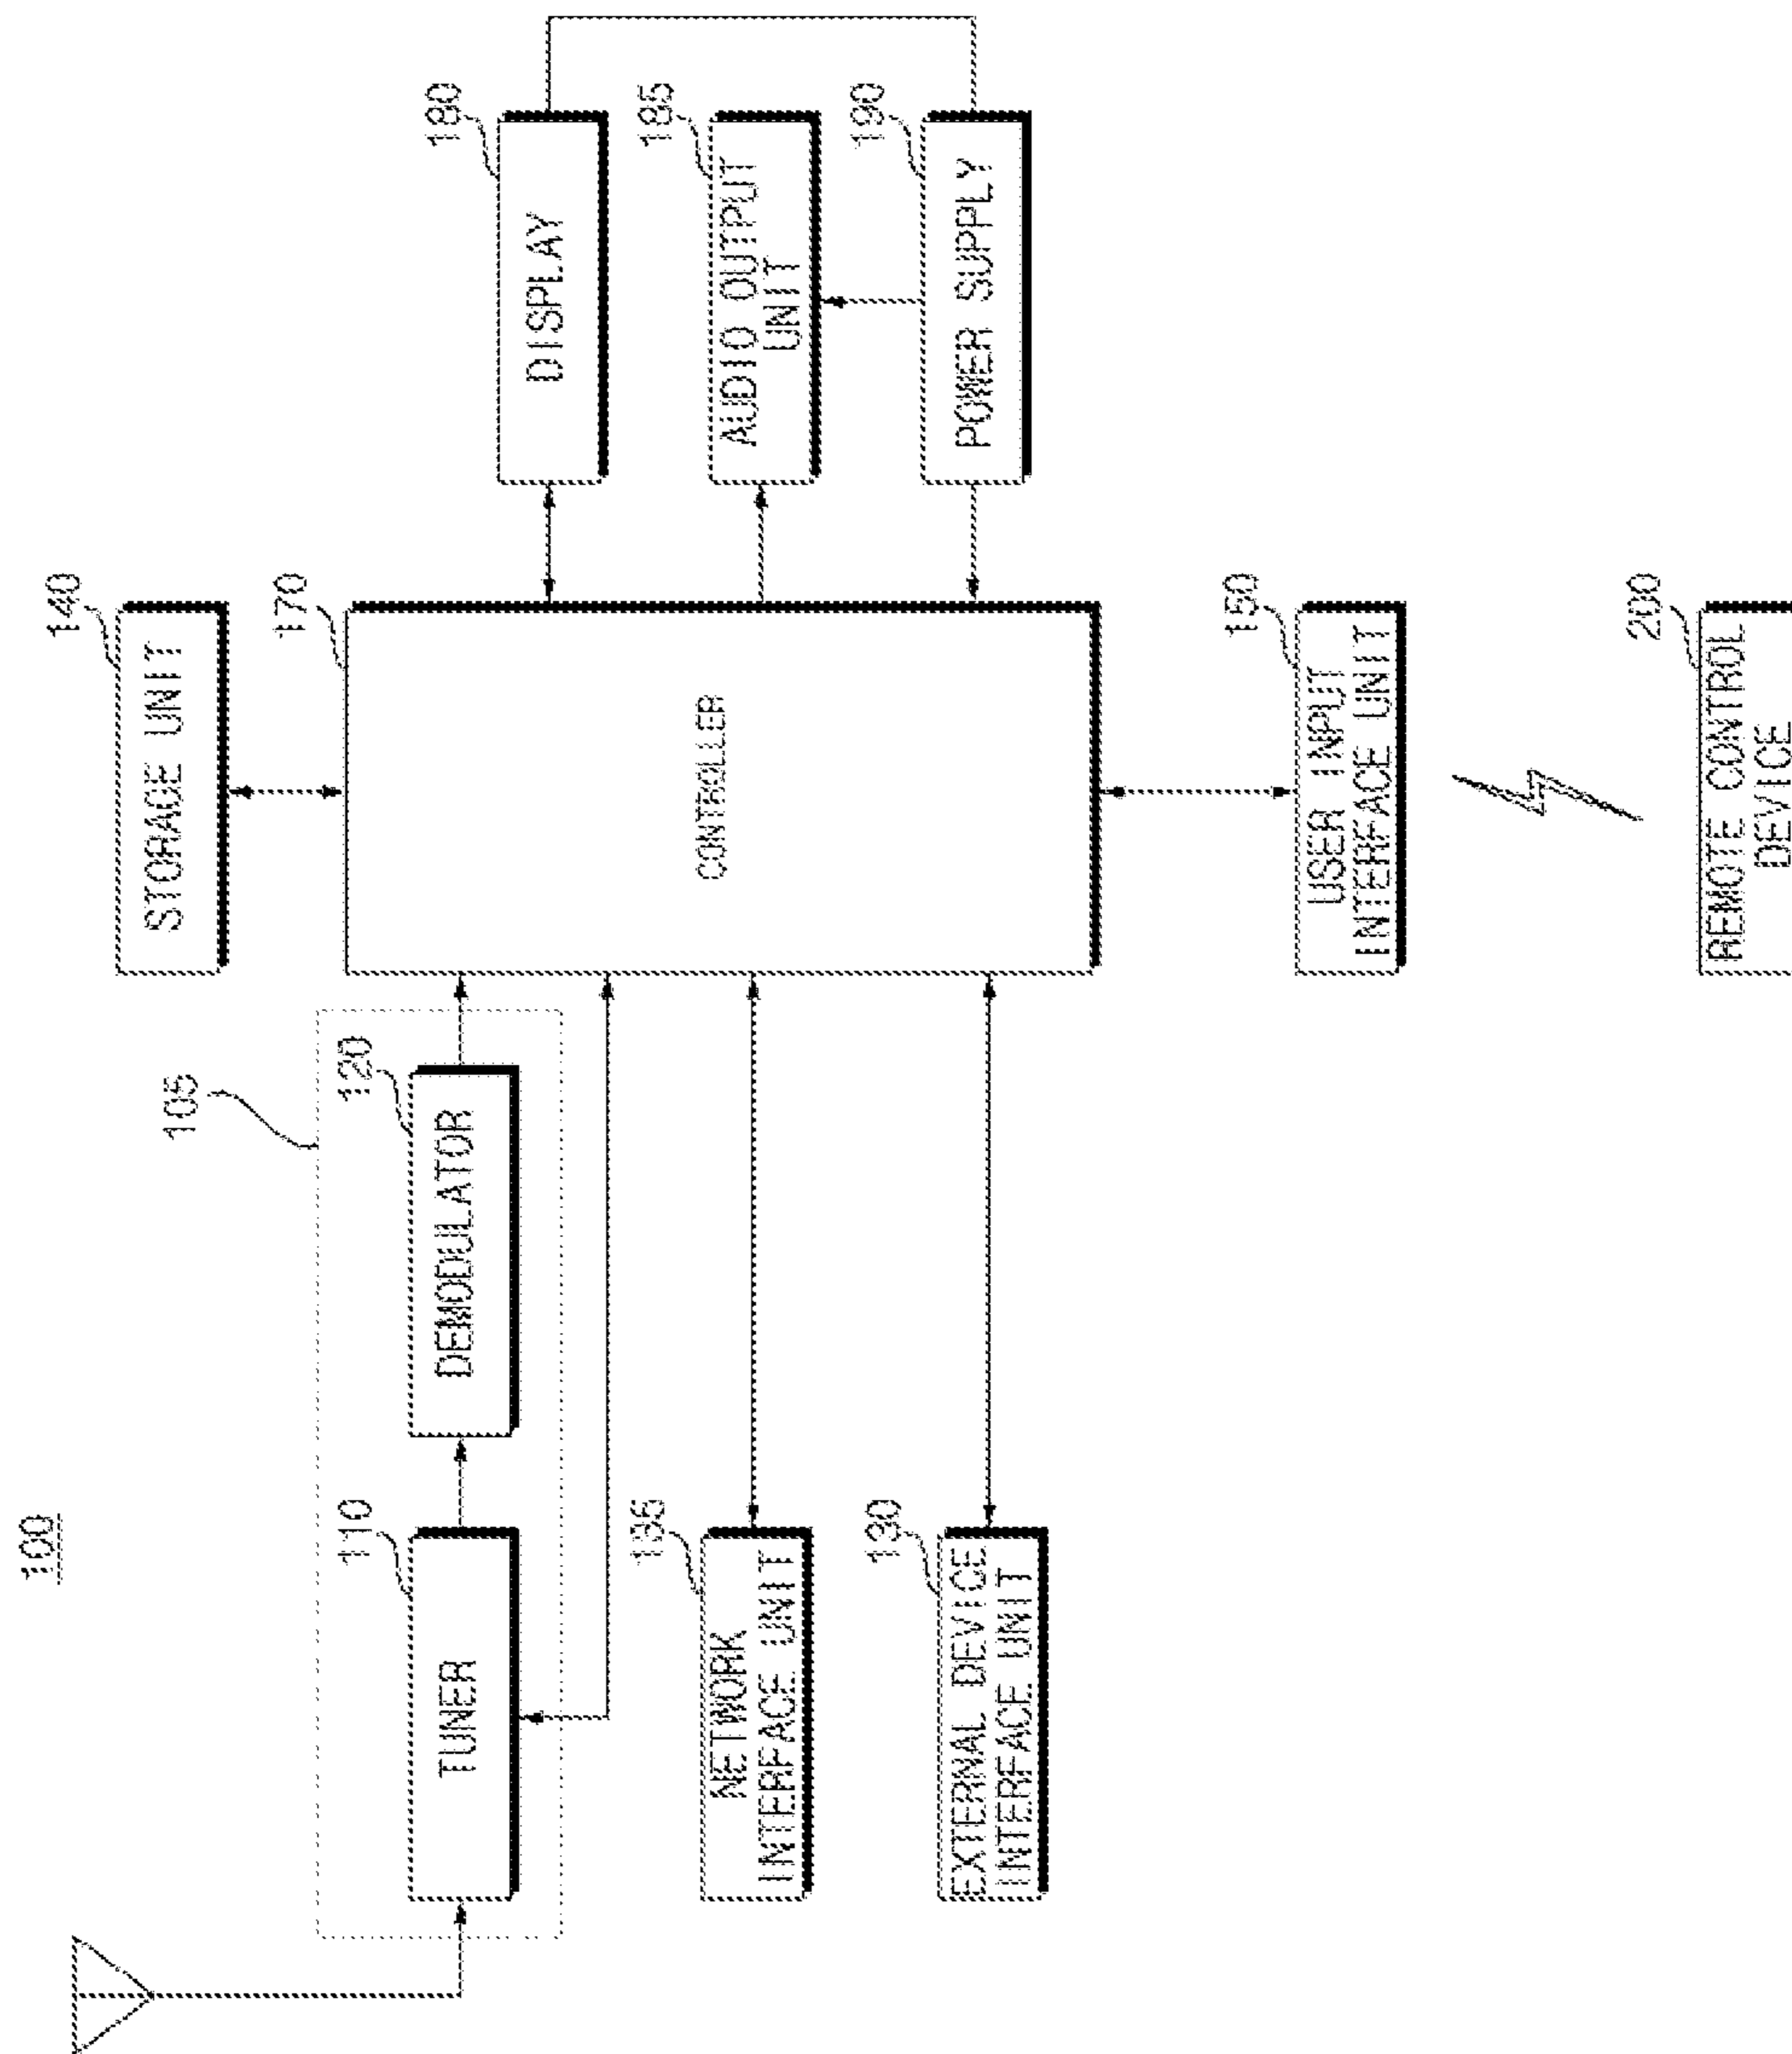 100
105
110
TUNER
120
DEMODULATOR
135
NETWORK
INTERFACE UNIT
130
EXTERNAL DEVICE
INTERFACE UNIT
140
STORAGE UNIT
170
CONTROLLER
150
USER INPUT
INTERFACE UNIT
200
REMOTE CONTROL
DEVICE
180
DISPLAY
185
AUDIO OUTPUT
UNIT
190
POWER SUPPLY